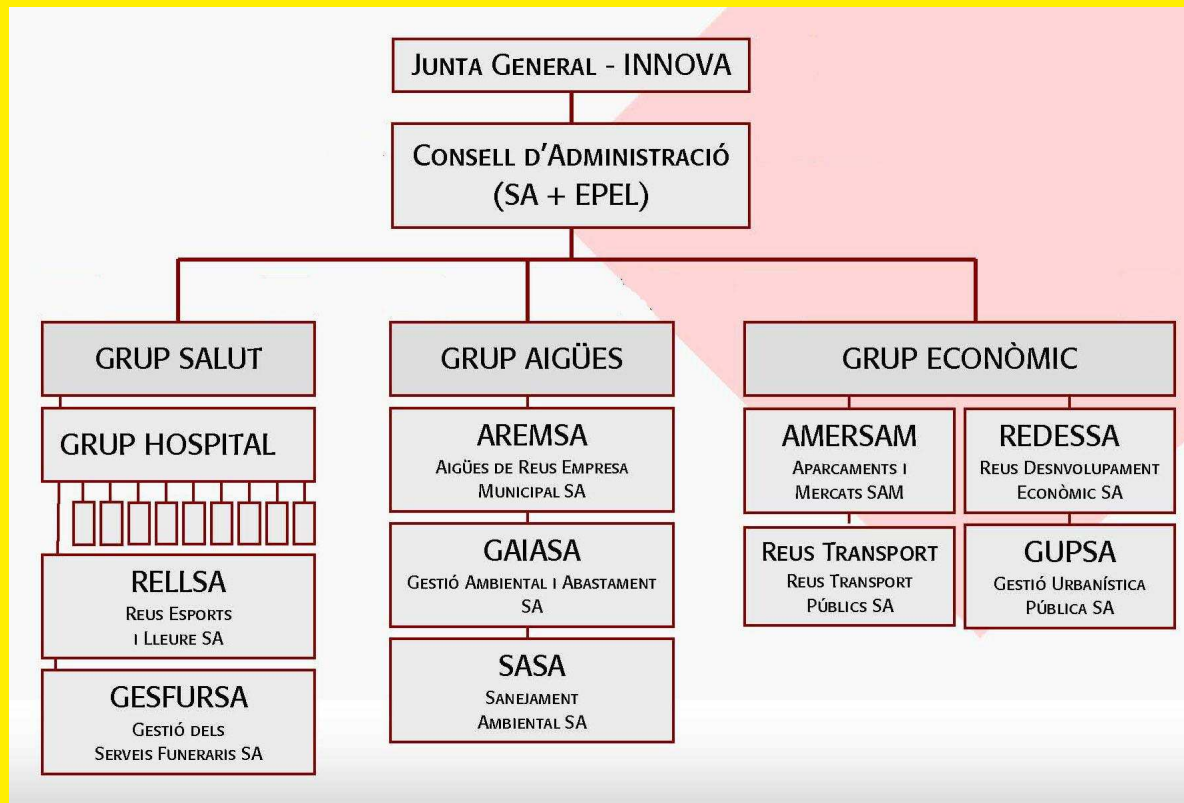 JUNTA GENERAL - INNOVA
CONSELL D'ADMINISTRACIÓ
(SA + EPEL)
GRUP SALUT
GRUP HOSPITAL
RELLSA
REUS ESPORTS
I LLEURE SA
GESFURSA
GESTIÓ DELS
SERVEIS FUNERARIS SA
GRUP AIGÜES
AREMSA
AIGÜES DE REUS EMPRESA
MUNICIPAL SA
GAIASA
GESTIÓ AMBIENTAL I ABASTAMENT
SA
SASA
SANEJAMENT
AMBIENTAL SA
GRUP ECONÒMIC
AMERSAM
APARCAMENTS I
MERCATS SAM
REUS TRANSPORT
REUS TRANSPORT
PÚBLICS SA
REDESSA
REUS DESNVOLUPAMENT
ECONÒMIC SA
GUPSA
GESTIÓ URBANÍSTICA
PÚBLICA SA